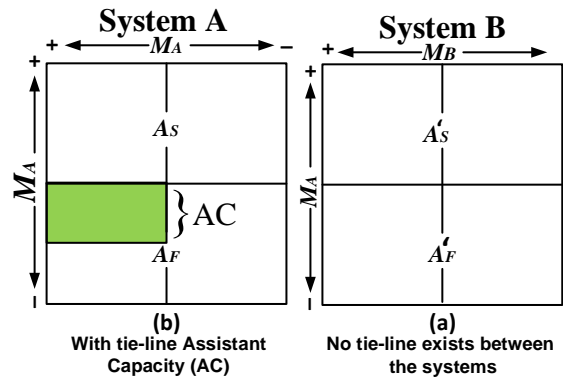 System A
+ MA −
+
MA
−
AS
} AC
AF
(b)
With tie-line Assistant
Capacity (AC)
System B
+ MB
+
MA
−
A'S
A'F
(a)
No tie-line exists between
the systems